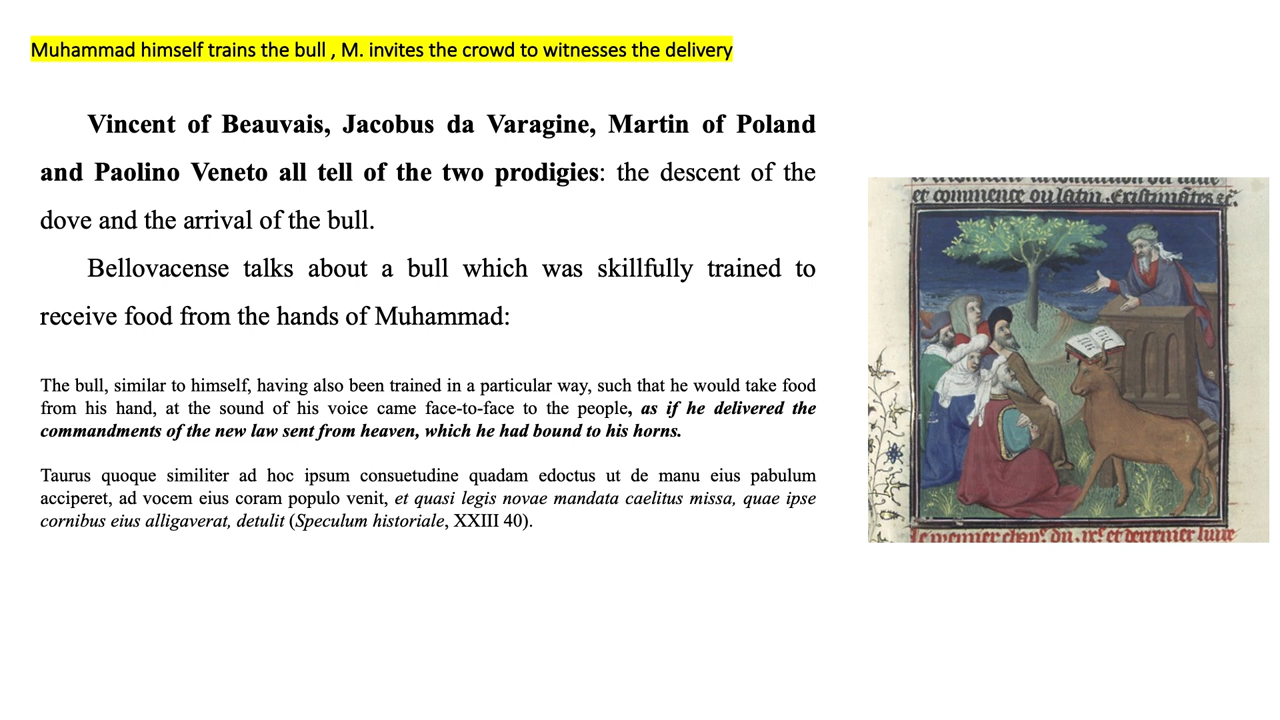 Muhammad himself trains the bull , M. invites the crowd to witnesses the delivery
Vincent of Beauvais, Jacobus da Varagine, Martin of Poland
and Paolino Veneto all tell of the two prodigies: the descent of the
dove and the arrival of the bull.
Bellovacense talks about a bull which was skillfully trained to
receive food from the hands of Muhammad:
The bull, similar to himself, having also been trained in a particular way, such that he would take food
from his hand, at the sound of his voice came face-to-face to the people, as if he delivered the
commandments of the new law sent from heaven, which he had bound to his horns.
Taurus quoque similiter ad hoc ipsum consuetudine quadam edoctus ut de manu eius pabulum
acciperet, ad vocem eius coram populo venit, et quasi legis novae mandata caelitus missa, quae ipse
cornibus eius alligaverat, detulit (Speculum historiale, XXIII 40).
et commence ou latin. Existimātes